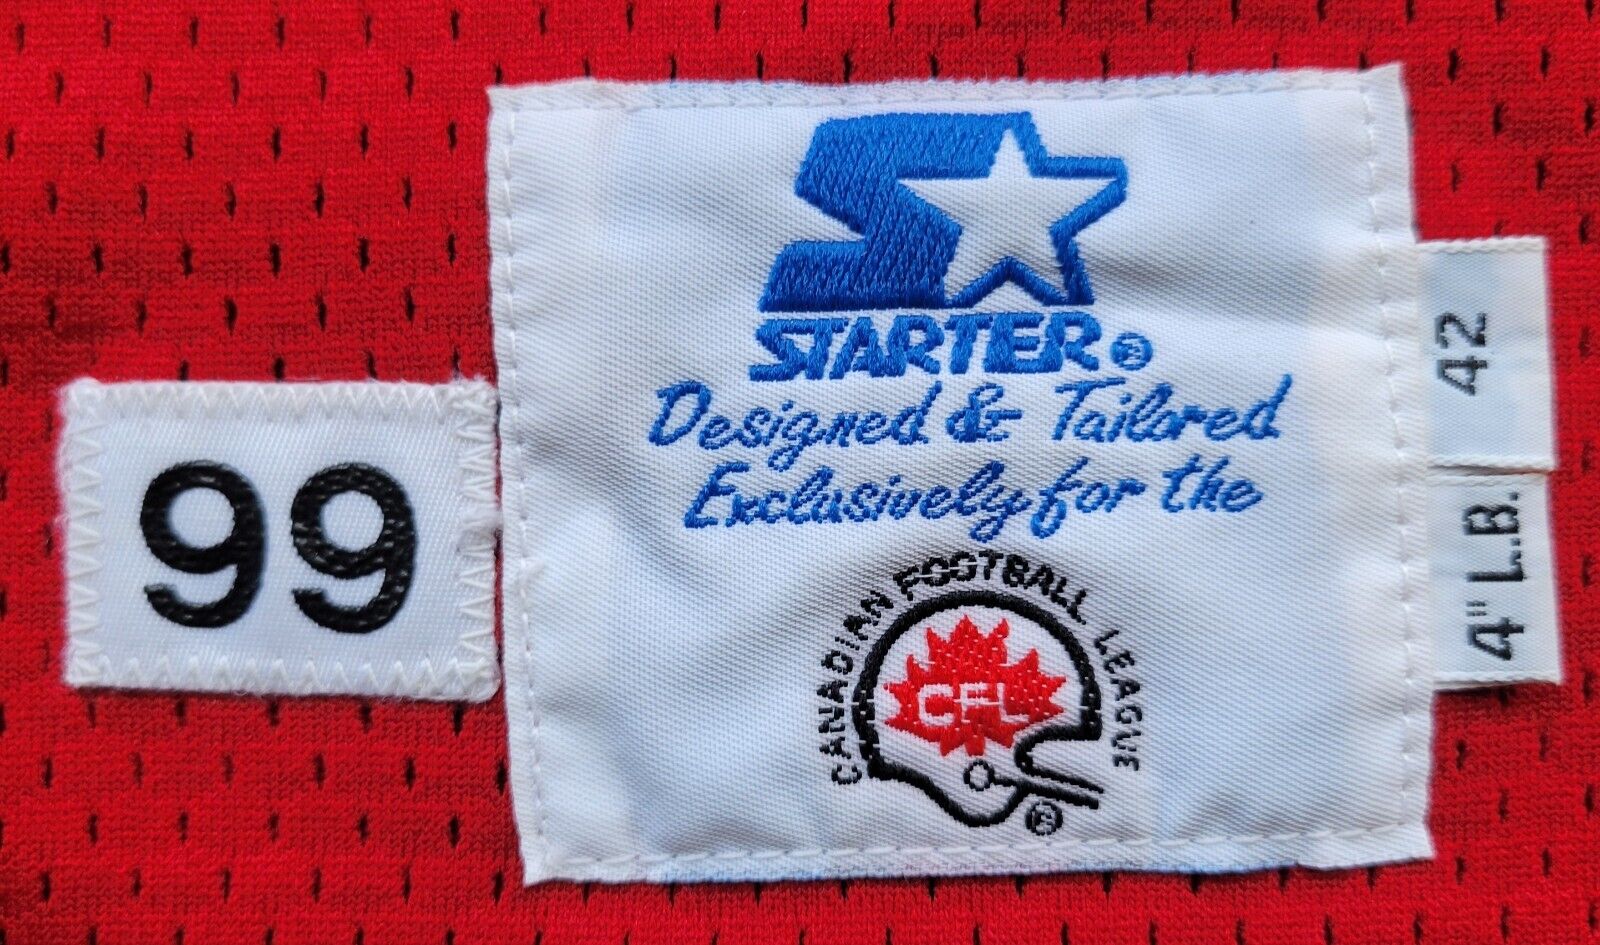 99
STARTER®
Designed & Tailored
Exclusively for the
CANADIAN FOOTBALL LEAGUE
CFL
®
42
4" L.B.